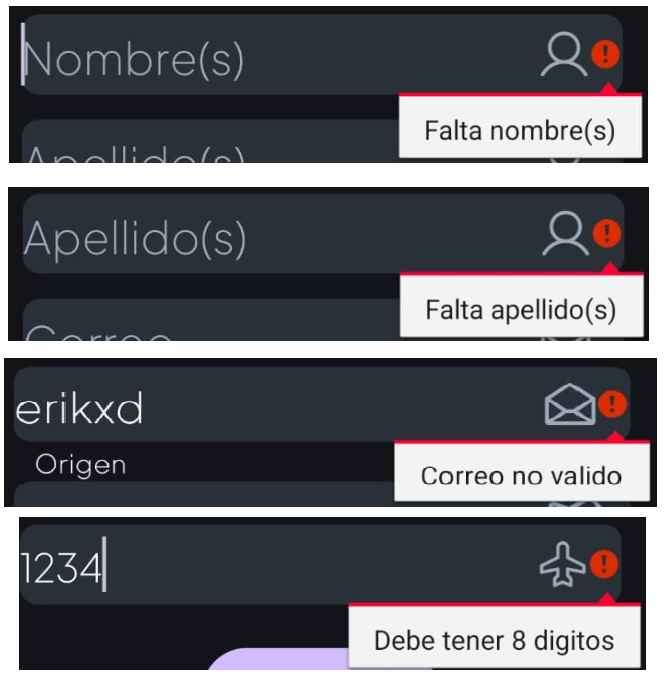 Nombre(s)
Falta nombre(s)
Apellido(s)
Apellido(s)
Falta apellido(s)
Correo
erikxd
Origen
Correo no valido
1234
Debe tener 8 digitos